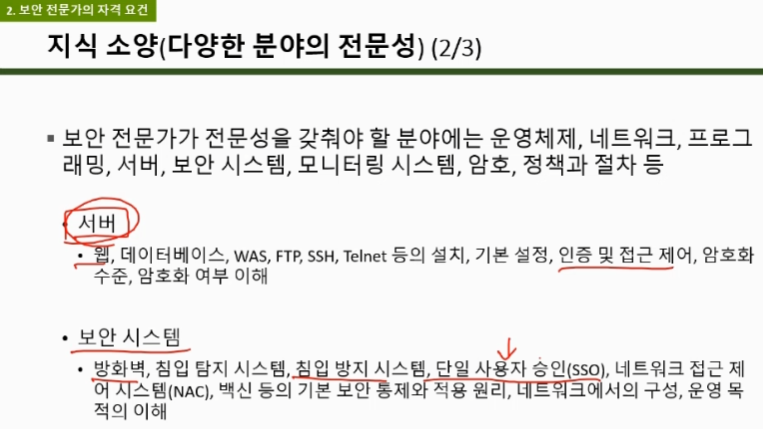 2. 보안 전문가의 자격 요건
지식 소양(다양한 분야의 전문성) (2/3)
▪ 보안 전문가가 전문성을 갖춰야 할 분야에는 운영체제, 네트워크, 프로그
래밍, 서버, 보안 시스템, 모니터링 시스템, 암호, 정책과 절차 등
• 서버
• 웹, 데이터베이스, WAS, FTP, SSH, Telnet 등의 설치, 기본 설정, 인증 및 접근 제어, 암호화
수준, 암호화 여부 이해
• 보안 시스템
• 방화벽, 침입 탐지 시스템, 침입 방지 시스템, 단일 사용자 승인(SSO), 네트워크 접근 제
어 시스템(NAC), 백신 등의 기본 보안 통제와 적용 원리, 네트워크에서의 구성, 운영 목
적의 이해